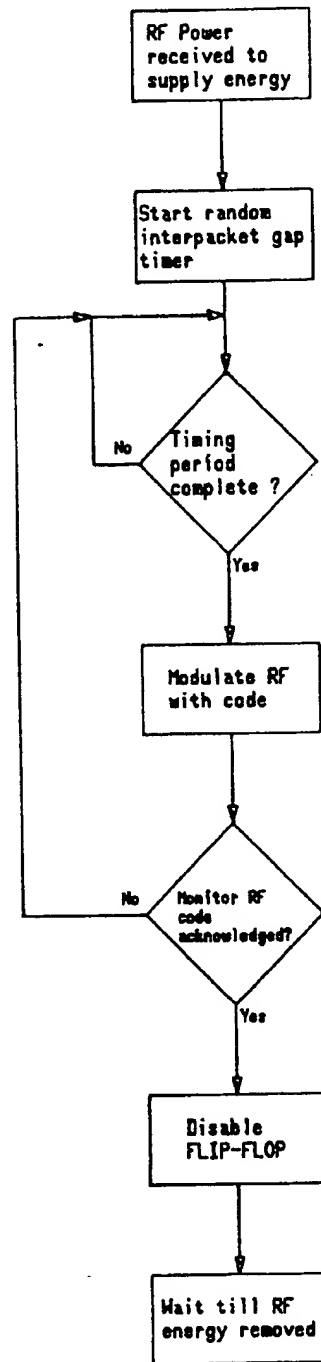 RF Power
received to
supply energy
Start random
interpacket gap
timer
No
Timing
period
complete ?
Yes
Modulate RF
with code
No
Monitor RF
code
acknowledged?
Yes
Disable
FLIP-FLOP
Wait till RF
energy removed